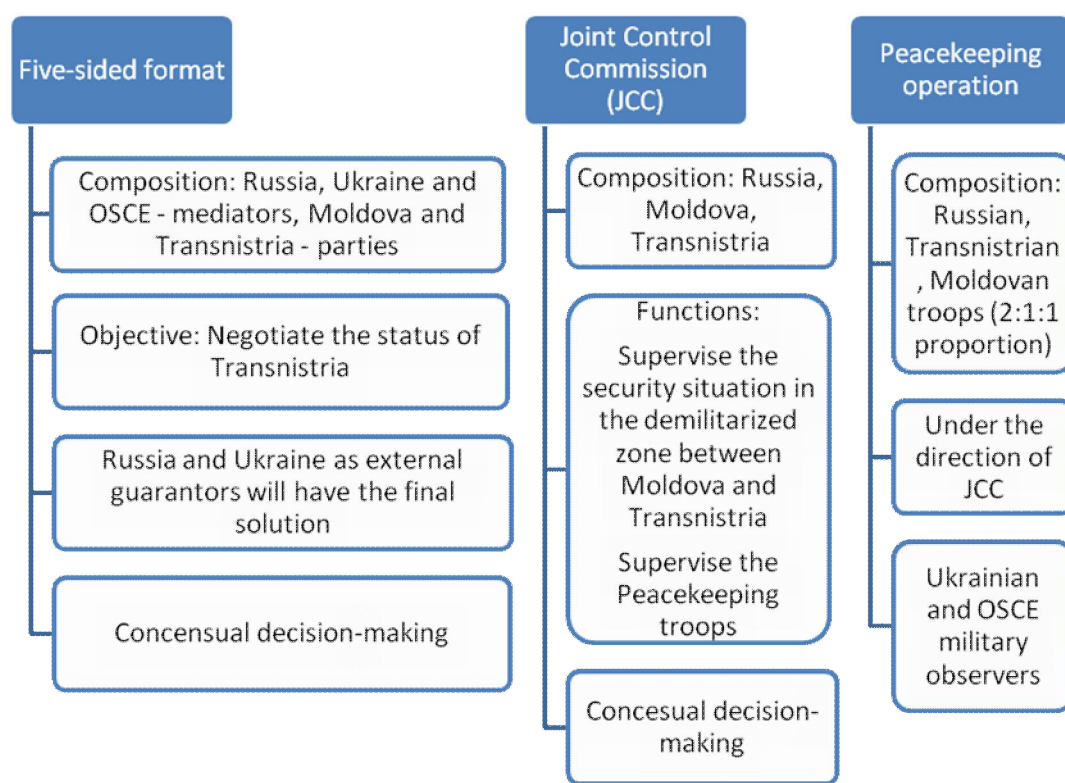 Five-sided format
Composition: Russia, Ukraine and
OSCE - mediators, Moldova and
Transnistria - parties
Objective: Negotiate the status of
Transnistria
Russia and Ukraine as external
guarantors will have the final
solution
Concensual decision-making
Joint Control
Commission
(JCC)
Composition: Russia,
Moldova,
Transnistria
Functions:
Supervise the
security situation in
the demilitarized
zone between
Moldova and
Transnistria
Supervise the
Peacekeeping
troops
Concesual decision-
making
Peacekeeping
operation
Composition:
Russian,
Transnistrian
, Moldovan
troops (2:1:1
proportion)
Under the
direction of
JCC
Ukrainian
and OSCE
military
observers